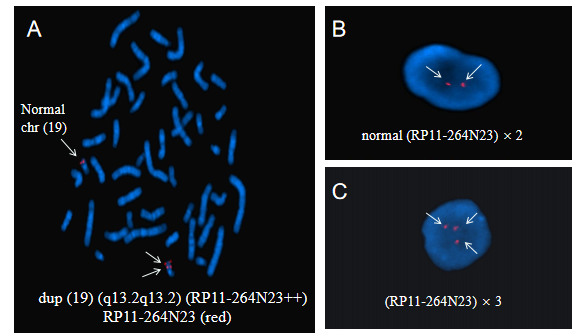 A
Normal
chr (19)
dup (19) (q13.2q13.2) (RP11-264N23++)
RP11-264N23 (red)
B
normal (RP11-264N23) × 2
C
(RP11-264N23) × 3